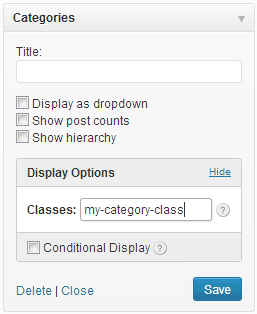 Categories
Title:
Display as dropdown
Show post counts
Show hierarchy
Display Options Hide
Classes: my-category-class ?
Conditional Display ?
Delete | Close Save